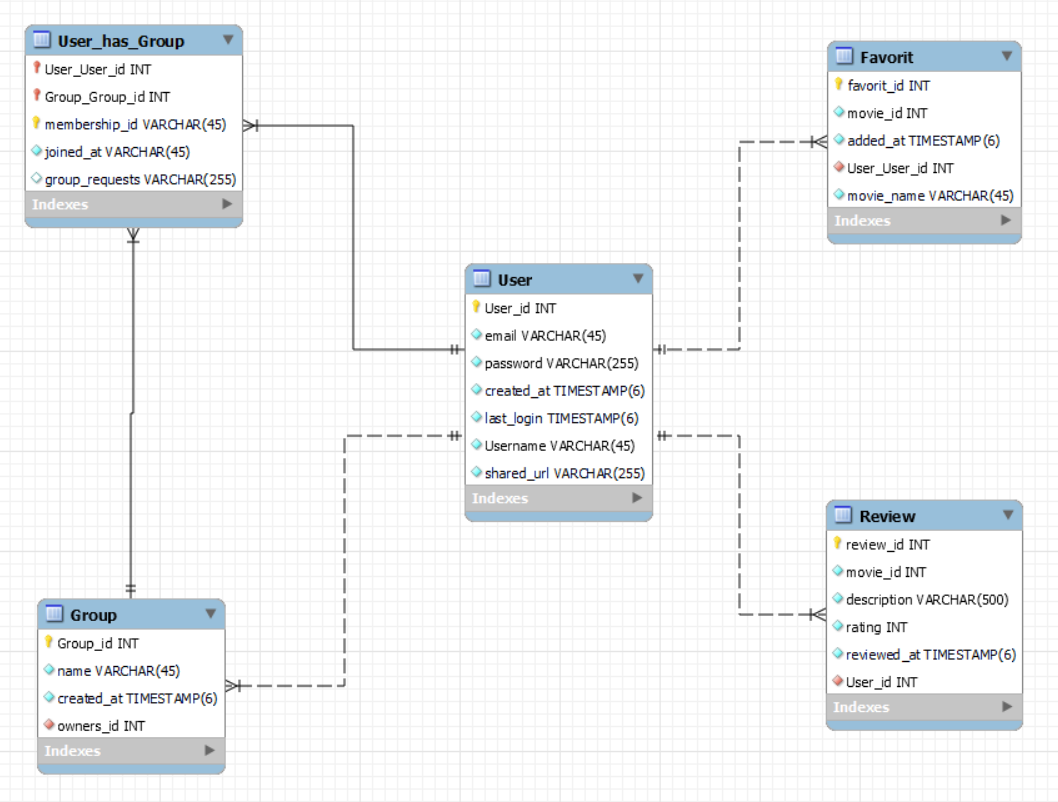 User_has_Group
User_User_id INT
Group_Group_id INT
membership_id VARCHAR(45)
joined_at VARCHAR(45)
group_requests VARCHAR(255)
Indexes
Favorit
favorit_id INT
movie_id INT
added_at TIMESTAMP(6)
User_User_id INT
movie_name VARCHAR(45)
Indexes
User
User_id INT
email VARCHAR(45)
password VARCHAR(255)
created_at TIMESTAMP(6)
last_login TIMESTAMP(6)
Username VARCHAR(45)
shared_url VARCHAR(255)
Indexes
Group
Group_id INT
name VARCHAR(45)
created_at TIMESTAMP(6)
owners_id INT
Indexes
Review
review_id INT
movie_id INT
description VARCHAR(500)
rating INT
reviewed_at TIMESTAMP(6)
User_id INT
Indexes